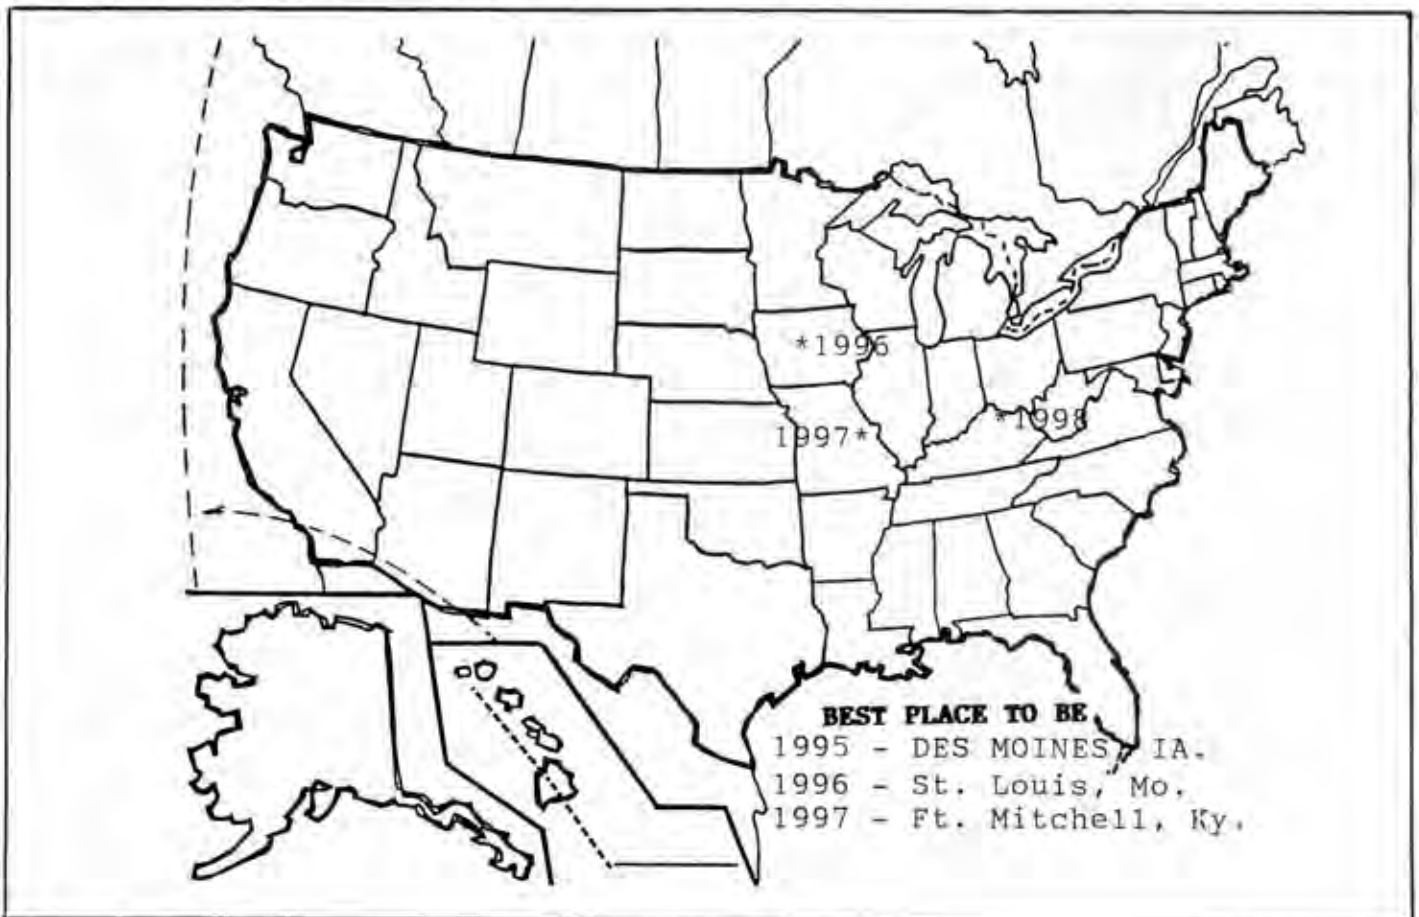 *1996
*1998
1997*
BEST PLACE TO BE
1995 - DES MOINES, IA.
1996 - St. Louis, Mo.
1997 - Ft. Mitchell, Ky.